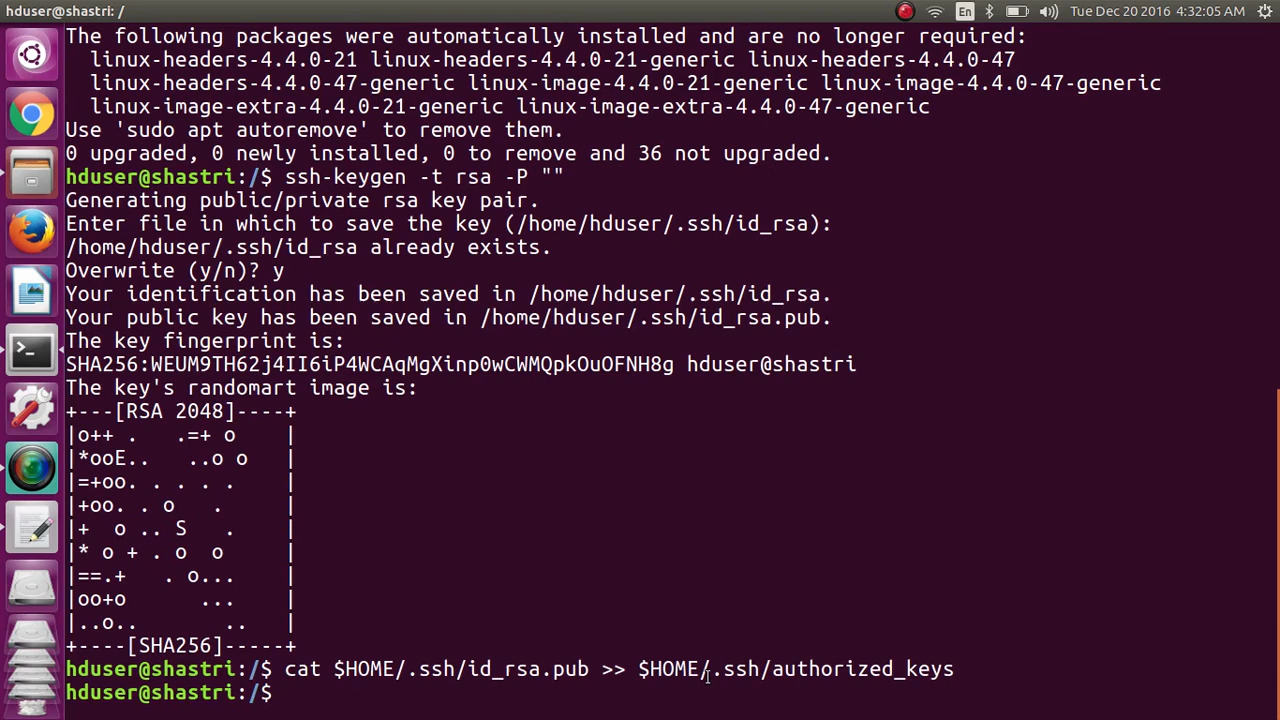 hduser@shastri: /
En
Tue Dec 20 2016 4:32:05 AM
The following packages were automatically installed and are no longer required:
  linux-headers-4.4.0-21 linux-headers-4.4.0-21-generic linux-headers-4.4.0-47
  linux-headers-4.4.0-47-generic linux-image-4.4.0-21-generic linux-image-4.4.0-47-generic
  linux-image-extra-4.4.0-21-generic linux-image-extra-4.4.0-47-generic
Use 'sudo apt autoremove' to remove them.
0 upgraded, 0 newly installed, 0 to remove and 36 not upgraded.
hduser@shastri:/$ ssh-keygen -t rsa -P ""
Generating public/private rsa key pair.
Enter file in which to save the key (/home/hduser/.ssh/id_rsa):
/home/hduser/.ssh/id_rsa already exists.
Overwrite (y/n)? y
Your identification has been saved in /home/hduser/.ssh/id_rsa.
Your public key has been saved in /home/hduser/.ssh/id_rsa.pub.
The key fingerprint is:
SHA256:WEUM9TH62j4II6iP4WCAqMgXinp0wCWMQpkOuOFNH8g hduser@shastri
The key's randomart image is:
+---[RSA 2048]----+
|o++ .   .=+ o    |
|*ooE..   ..o o   |
|=+oo. . . . .    |
|+oo. . o   .     |
|+  o .. S   .    |
|* o + . o  o     |
|==.+   . o...    |
|oo+o      ...    |
|..o..       ..   |
+----[SHA256]-----+
hduser@shastri:/$ cat $HOME/.ssh/id_rsa.pub >> $HOME/.ssh/authorized_keys
hduser@shastri:/$